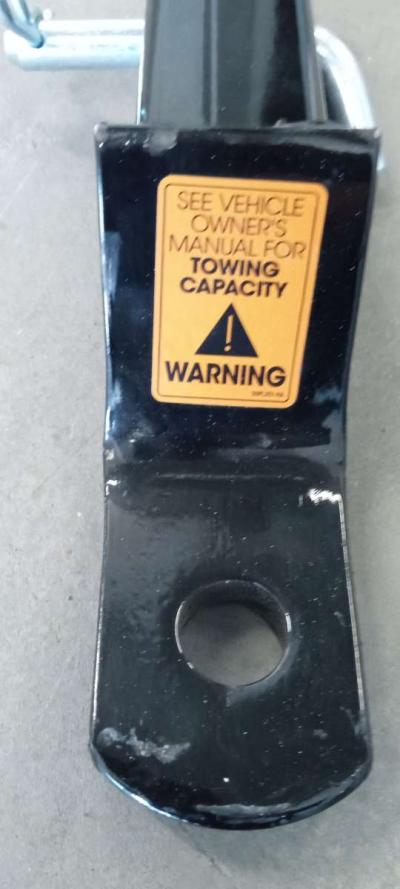 SEE VEHICLE
OWNER'S
MANUAL FOR
TOWING
CAPACITY
WARNING